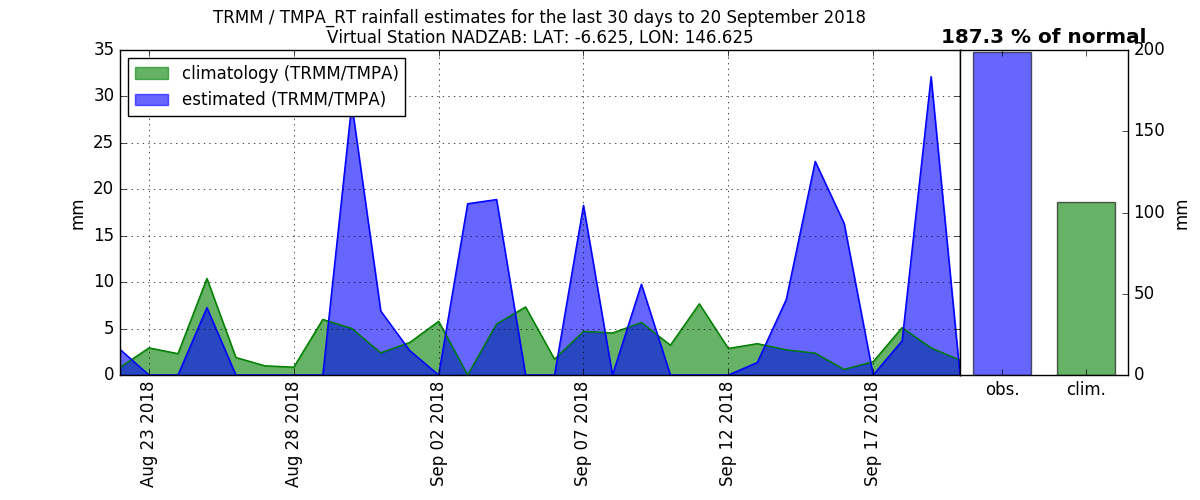 TRMM / TMPA_RT rainfall estimates for the last 30 days to 20 September 2018
Virtual Station NADZAB: LAT: -6.625, LON: 146.625
187.3 % of normal
climatology (TRMM/TMPA)
estimated (TRMM/TMPA)
35
30
25
20
15
10
5
0
mm
Aug 23 2018
Aug 28 2018
Sep 02 2018
Sep 07 2018
Sep 12 2018
Sep 17 2018
200
150
100
50
0
mm
obs.
clim.